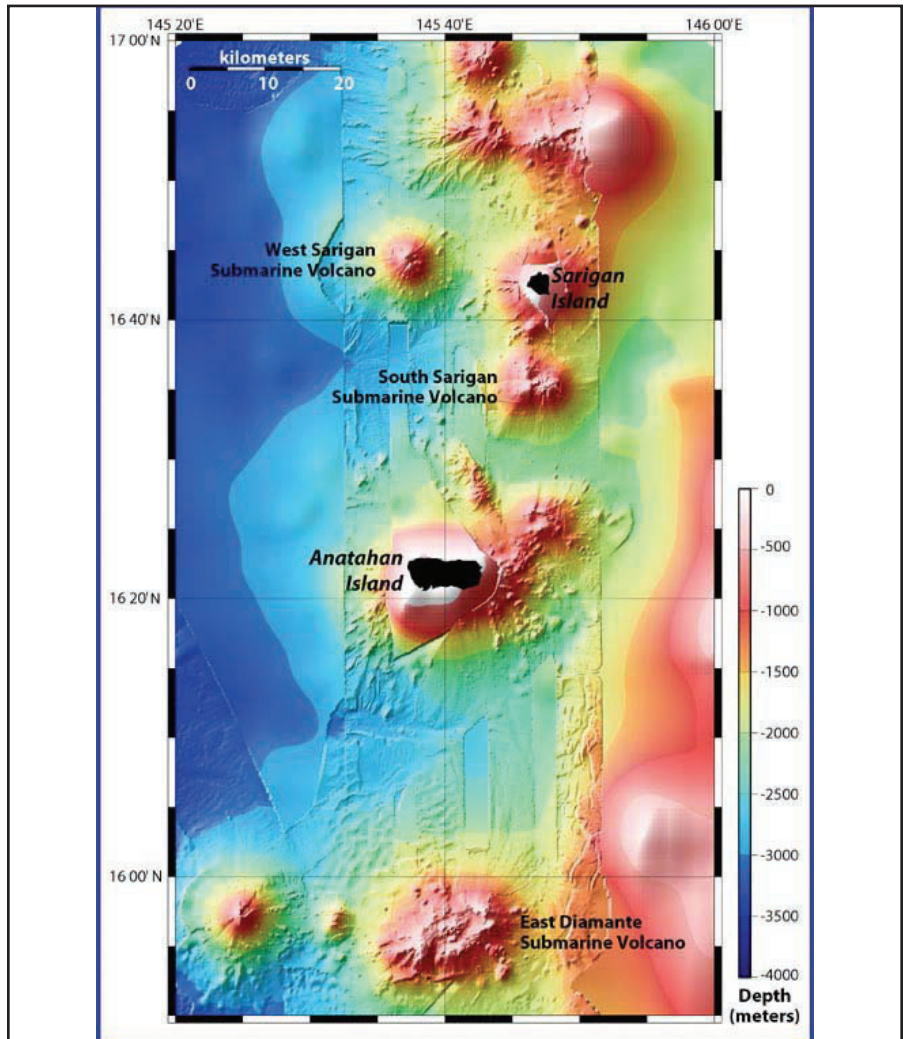 145 20'E
145 40'E
146 00'E
17 00'N
kilometers
0 10 20
West Sarigan
Submarine Volcano
Sarigan
Island
16 40'N
South Sarigan
Submarine Volcano
Anatahan
Island
16 20'N
0
-500
-1000
-1500
-2000
-2500
-3000
-3500
-4000
Depth
(meters)
16 00'N
East Diamante
Submarine Volcano